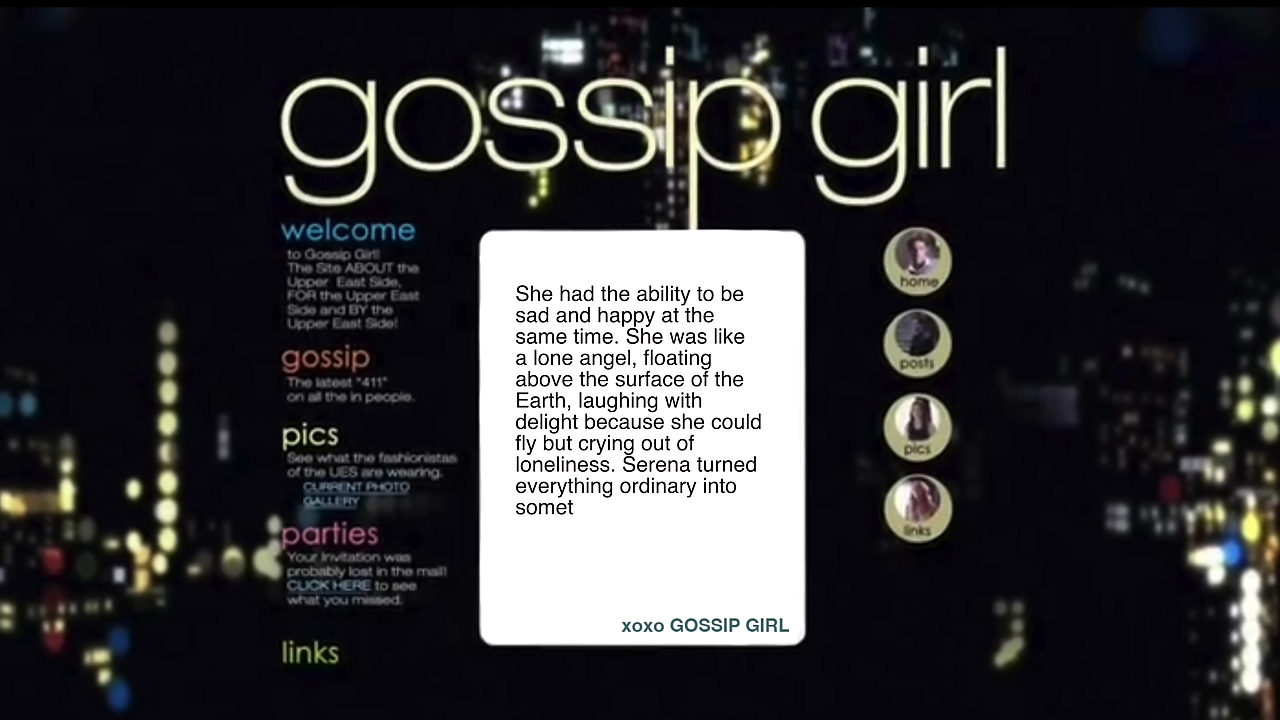 gossip girl
welcome
to Gossip Girl!
The Site ABOUT the
Upper East Side,
FOR the Upper East
Side and BY the
Upper East Side!
gossip
The latest "411"
on all the in people.
pics
See what the fashionistas
of the UES are wearing.
CURRENT PHOTO
GALLERY
parties
Your Invitation was
probably lost in the mail!
CLICK HERE to see
what you missed.
links
She had the ability to be
sad and happy at the
same time. She was like
a lone angel, floating
above the surface of the
Earth, laughing with
delight because she could
fly but crying out of
loneliness. Serena turned
everything ordinary into
somet
xoxo GOSSIP GIRL
home
posts
pics
links